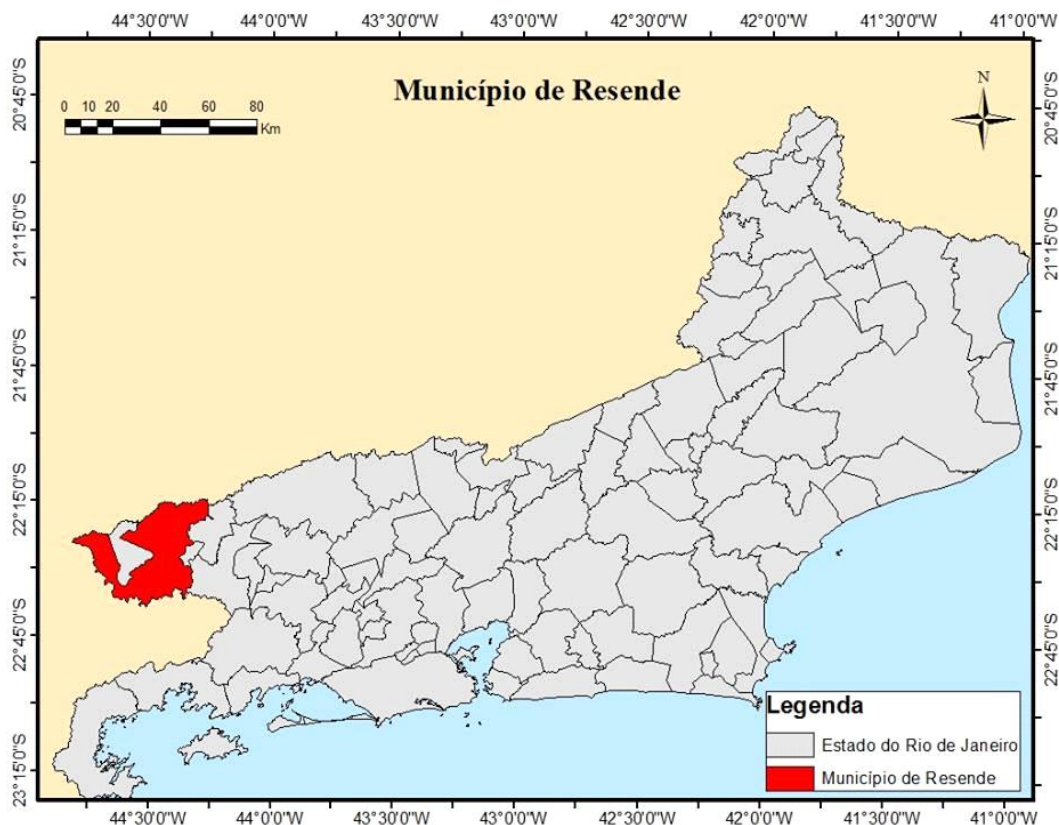 44°30'0"W 44°0'0"W 43°30'0"W 43°0'0"W 42°30'0"W 42°0'0"W 41°30'0"W 41°0'0"W
Município de Resende
N
0 10 20 40 60 80
Km
20°45'0"S
21°15'0"S
21°45'0"S
22°15'0"S
22°45'0"S
23°15'0"S
20°45'0"S
21°15'0"S
21°45'0"S
22°15'0"S
22°45'0"S
Legenda
Estado do Rio de Janeiro
Município de Resende
44°30'0"W 44°0'0"W 43°30'0"W 43°0'0"W 42°30'0"W 42°0'0"W 41°30'0"W 41°0'0"W